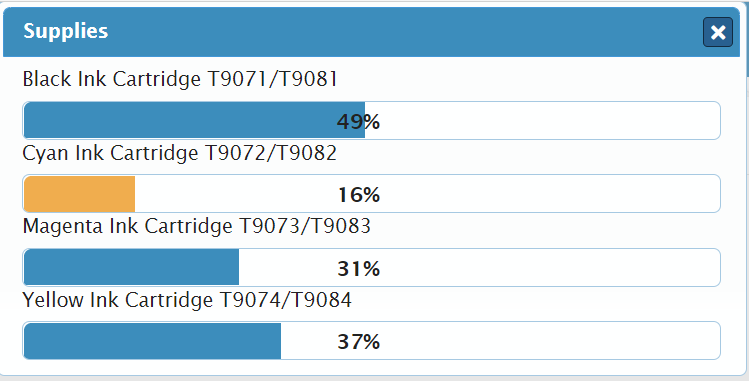 Supplies
Black Ink Cartridge T9071/T9081
49%
Cyan Ink Cartridge T9072/T9082
16%
Magenta Ink Cartridge T9073/T9083
31%
Yellow Ink Cartridge T9074/T9084
37%